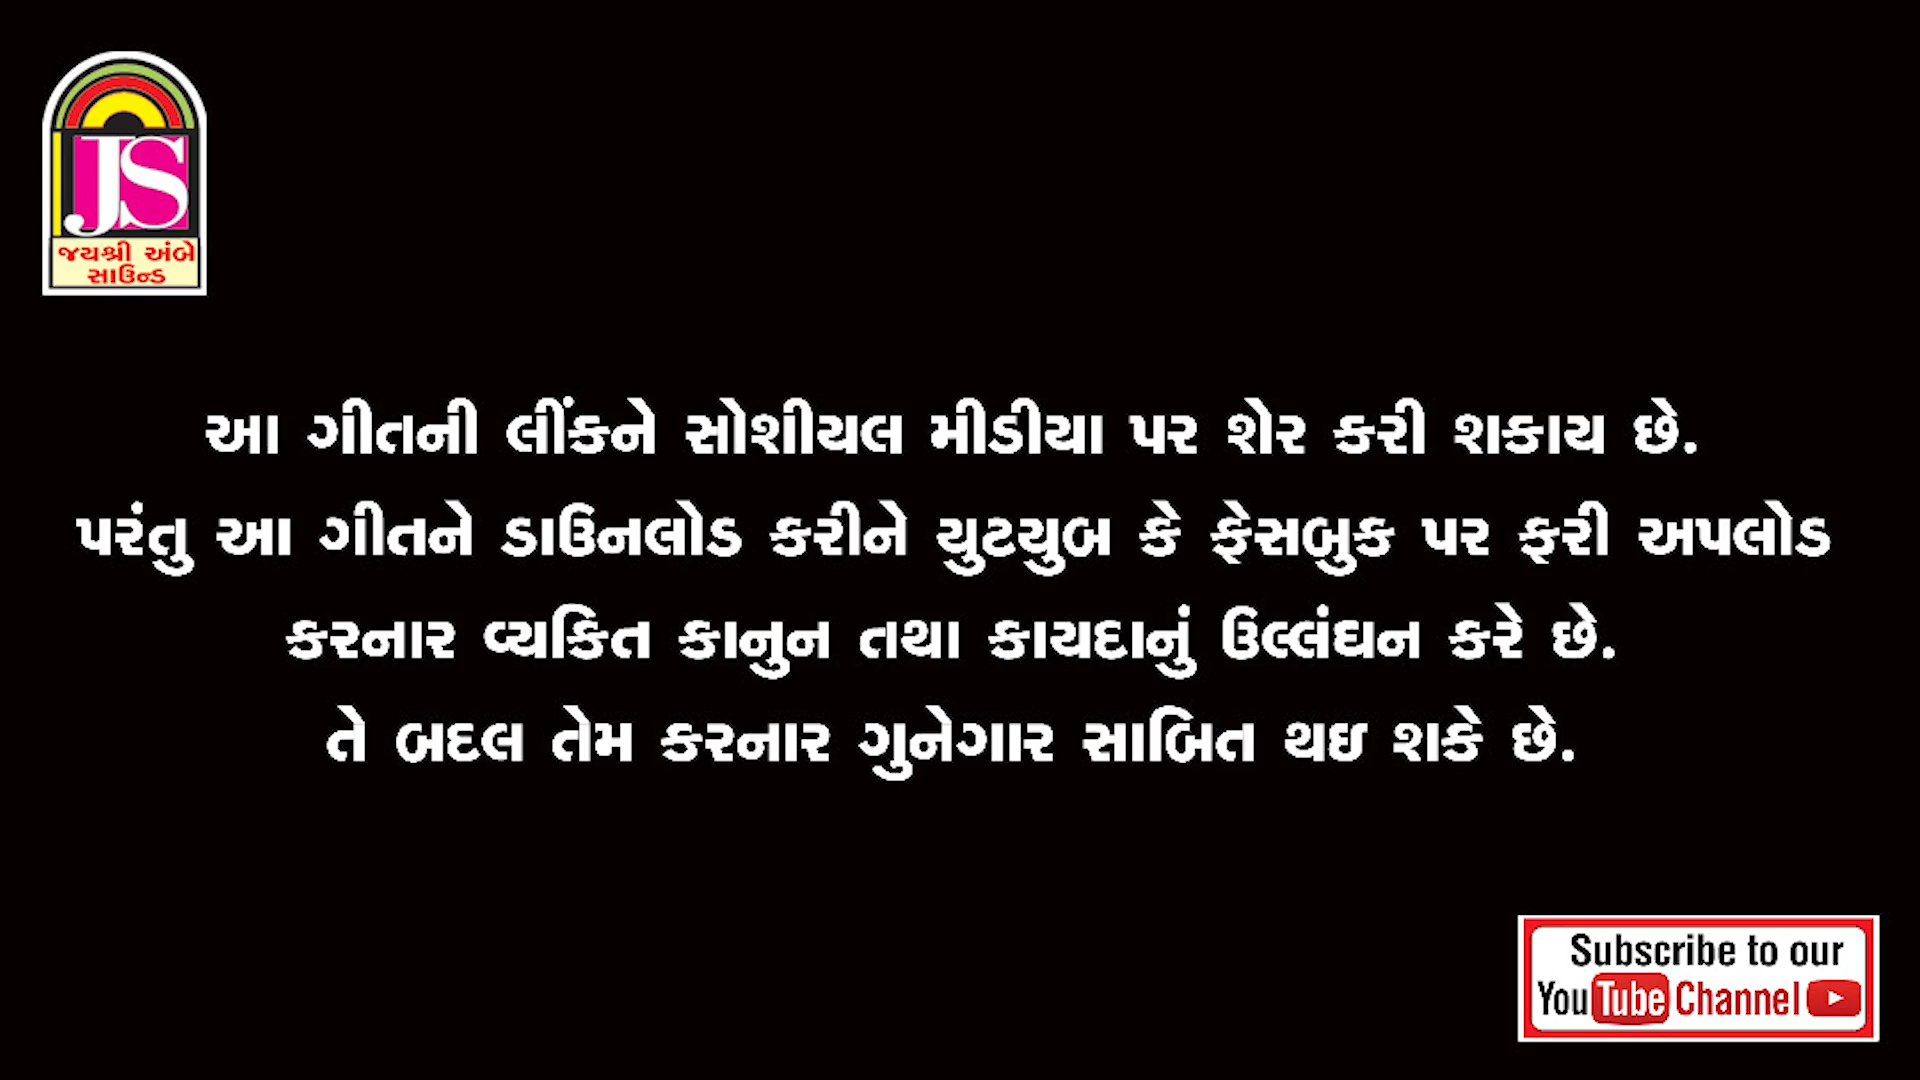 JS
જયશ્રી અંબે
સાઉન્ડ
આ ગીતની લીંકને સોશીયલ મીડીયા પર શેર કરી શકાય છે.
પરંતુ આ ગીતને ડાઉનલોડ કરીને યુટયુબ કે ફેસબુક પર ફરી અપલોડ
કરનાર વ્યકિત કાનુન તથા કાયદાનું ઉલ્લંઘન કરે છે.
તે બદલ તેમ કરનાર ગુનેગાર સાબિત થઇ શકે છે.
Subscribe to our
YouTube Channel